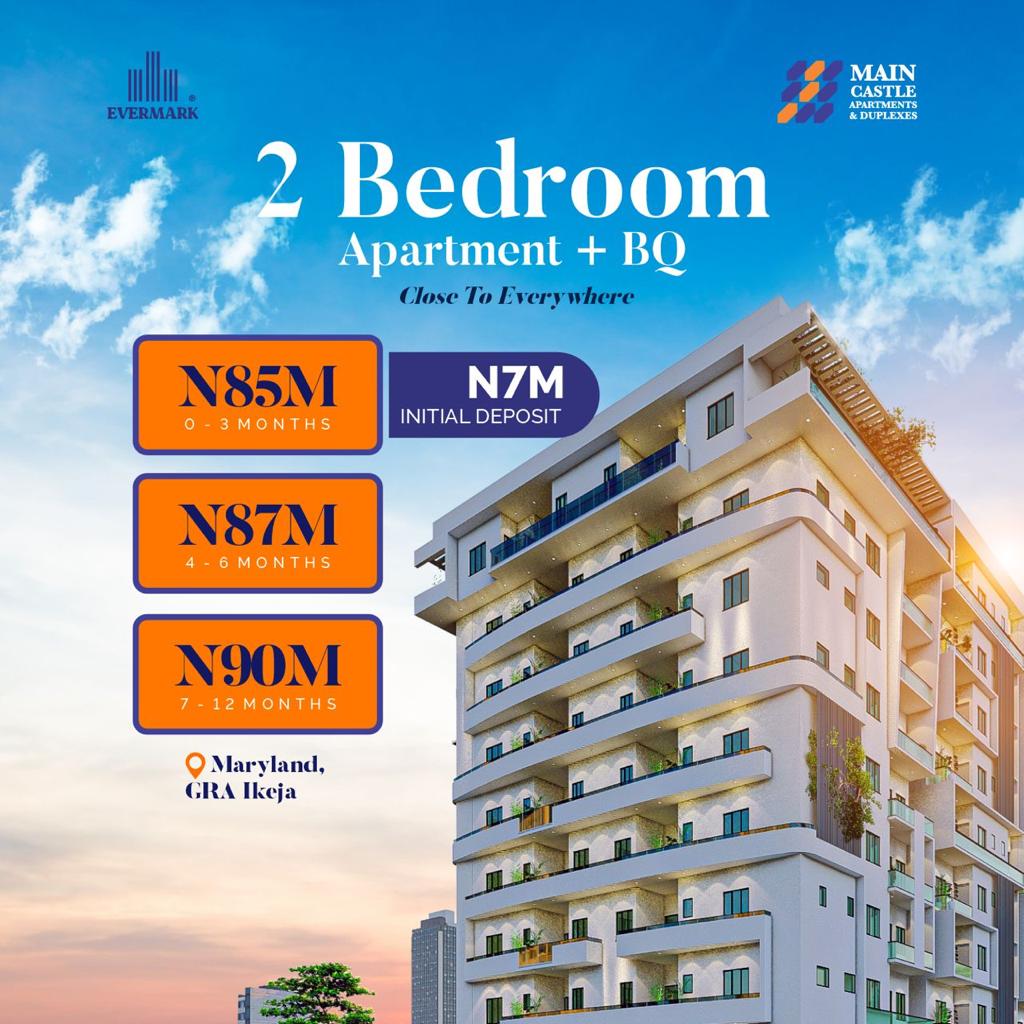 EVERMARK ®
MAIN
CASTLE
APARTMENTS
& DUPLEXES
2 Bedroom
Apartment + BQ
Close To Everywhere
N85M
0 - 3 MONTHS
N7M
INITIAL DEPOSIT
N87M
4 - 6 MONTHS
N90M
7 - 12 MONTHS
Maryland,
GRA Ikeja